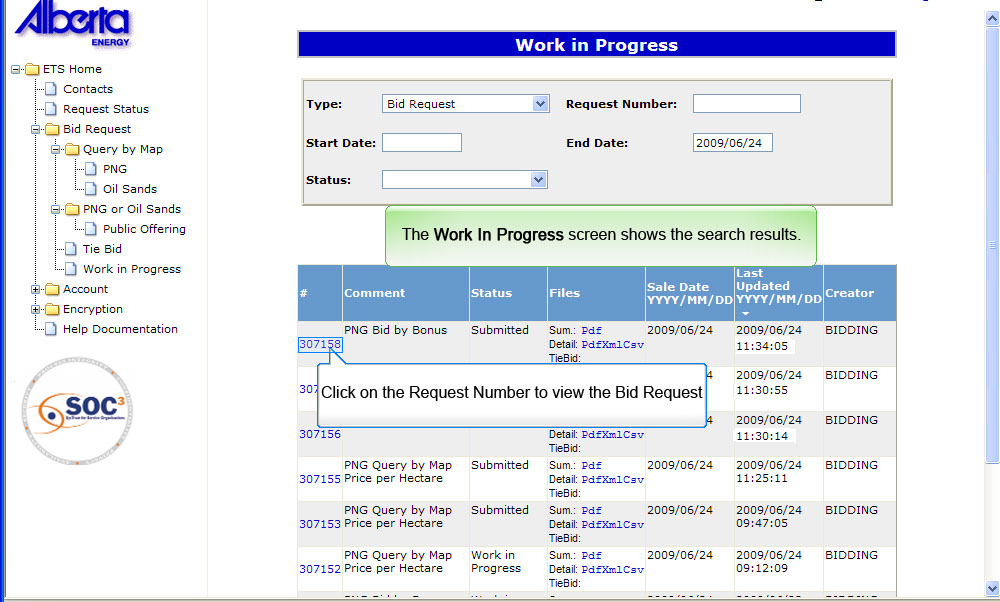 Alberta
ENERGY
ETS Home
Contacts
Request Status
Bid Request
Query by Map
PNG
Oil Sands
PNG or Oil Sands
Public Offering
Tie Bid
Work in Progress
Account
Encryption
Help Documentation
SOC3
SysTrust for Service Organizations
Work in Progress
Type: Bid Request Request Number:
Start Date: End Date: 2009/06/24
Status:
The Work In Progress screen shows the search results.
# Comment Status Files Sale Date YYYY/MM/DD Last Updated YYYY/MM/DD Creator
PNG Bid by Bonus Submitted Sum.: Pdf 2009/06/24 2009/06/24 BIDDING
307158 Detail: PdfXmlCsv 11:34:05
TieBid:
307 4 2009/06/24 BIDDING
11:30:55
Click on the Request Number to view the Bid Request
4 2009/06/24 BIDDING
307156 Detail: PdfXmlCsv 11:30:14
TieBid:
PNG Query by Map Submitted Sum.: Pdf 2009/06/24 2009/06/24 BIDDING
307155 Price per Hectare Detail: PdfXmlCsv 11:25:11
TieBid:
PNG Query by Map Submitted Sum.: Pdf 2009/06/24 2009/06/24 BIDDING
307153 Price per Hectare Detail: PdfXmlCsv 09:47:05
TieBid:
PNG Query by Map Work in Sum.: Pdf 2009/06/24 2009/06/24 BIDDING
307152 Price per Hectare Progress Detail: PdfXmlCsv 09:12:09
TieBid: